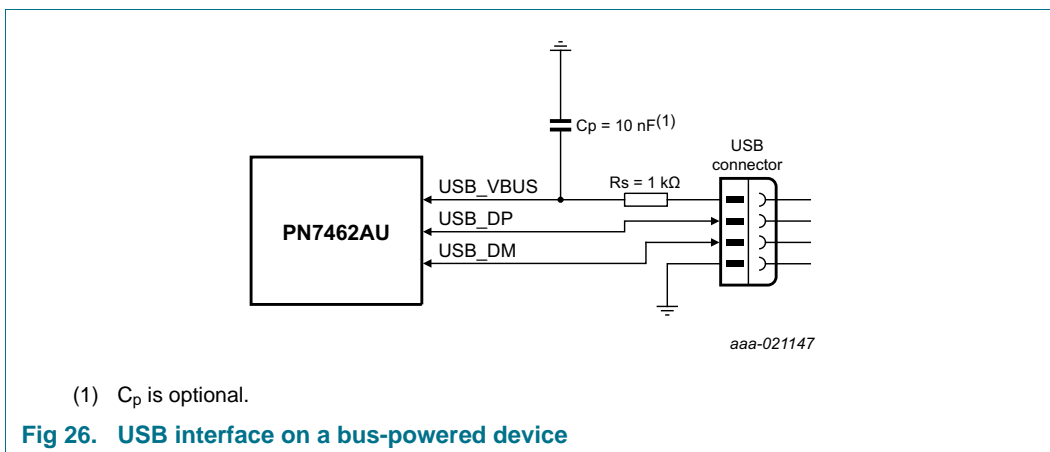 Cp = 10 nF(1)
USB
connector
USB_VBUS
Rs = 1 kΩ
USB_DP
PN7462AU
USB_DM
aaa-021147
(1) Cp is optional.
Fig 26. USB interface on a bus-powered device